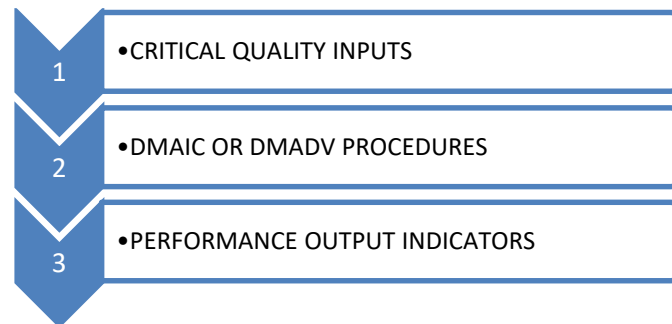 1
•CRITICAL QUALITY INPUTS
2
•DMAIC OR DMADV PROCEDURES
3
•PERFORMANCE OUTPUT INDICATORS